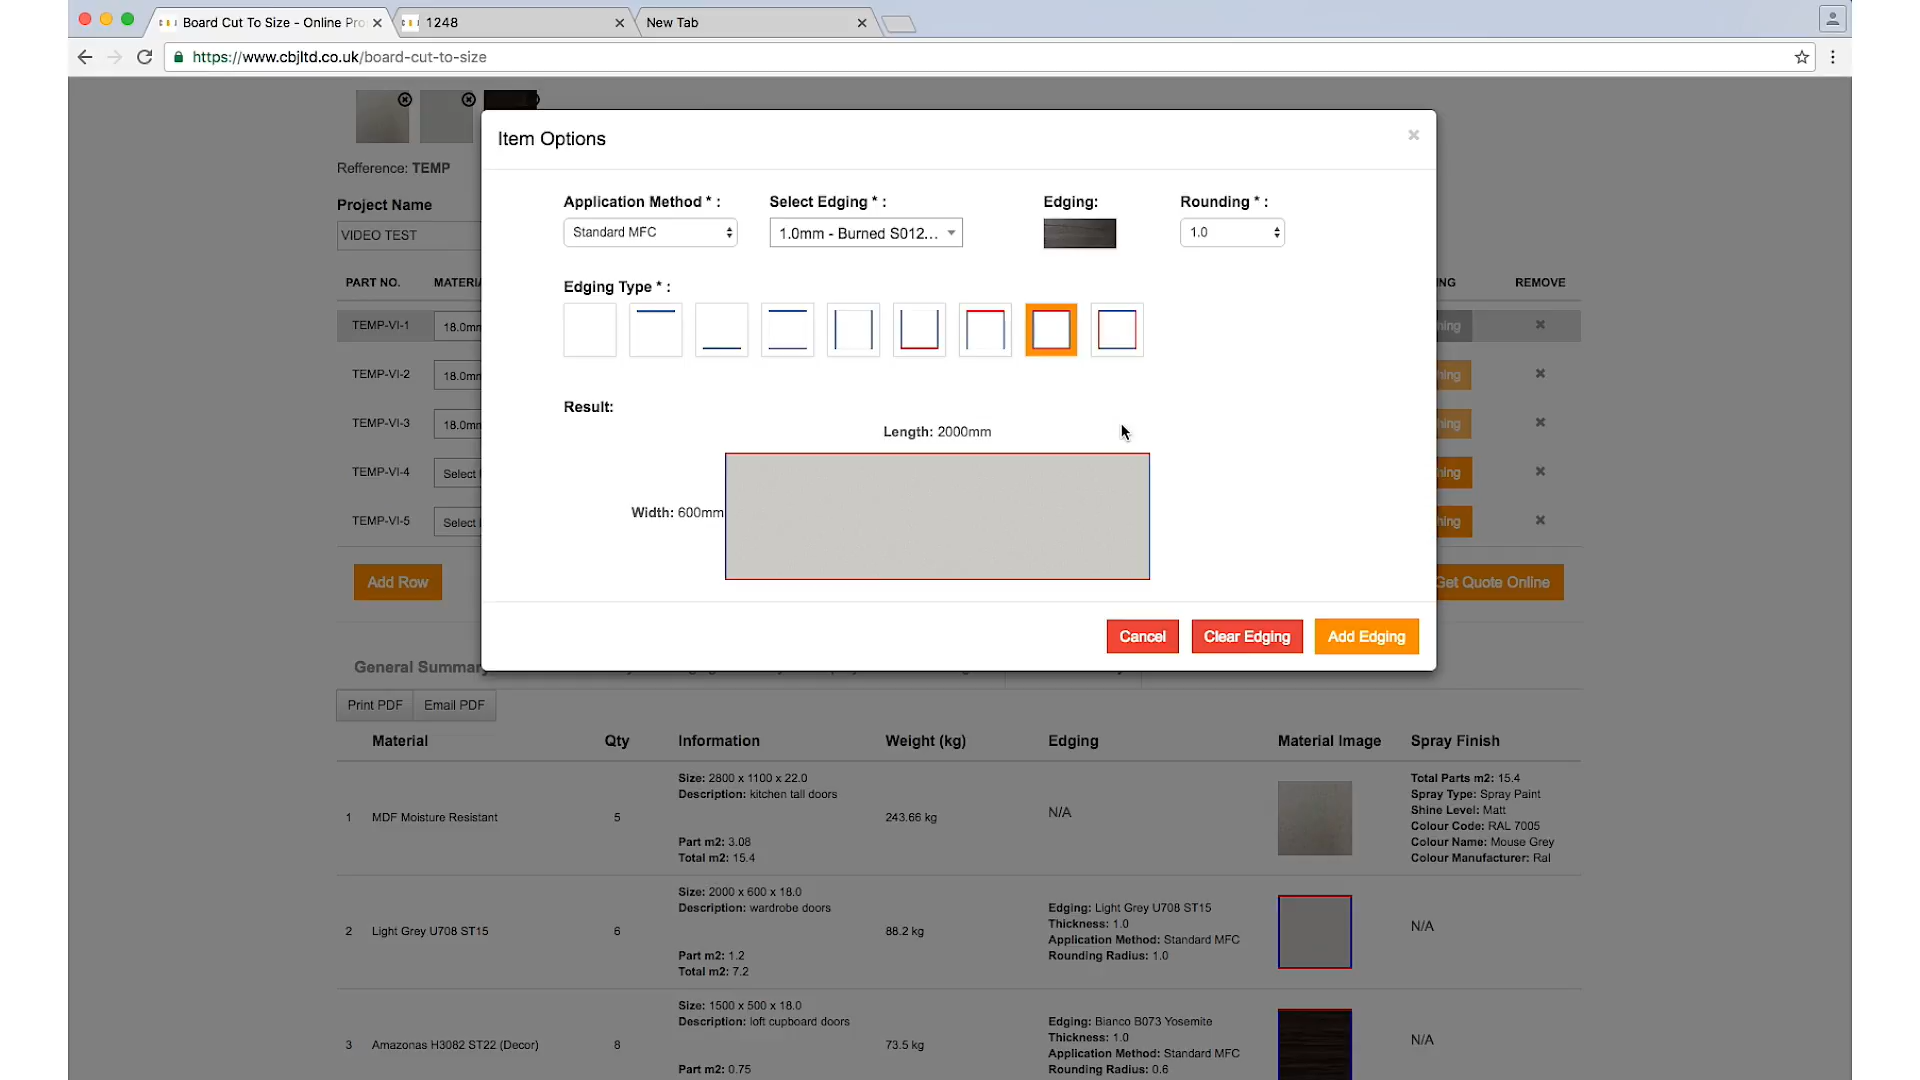 Board Cut To Size - Online Pro
1248
New Tab
https://www.cbjltd.co.uk/board-cut-to-size
Item Options
Refference: TEMP
Project Name
VIDEO TEST
Application Method * :
Select Edging * :
Edging:
Rounding * :
Standard MFC
1.0mm - Burned S012...
1.0
PART NO.
REMOVE
Edging Type * :
TEMP-VI-1
18.0mm
TEMP-VI-2
18.0mm
TEMP-VI-3
18.0mm
TEMP-VI-4
Select
TEMP-VI-5
Select
Result:
Length: 2000mm
Width: 600mm
Add Row
Get Quote Online
Cancel
Clear Edging
Add Edging
General Summary
Print PDF
Email PDF
Material
Qty
Information
Weight (kg)
Edging
Material Image
Spray Finish
1
MDF Moisture Resistant
5
Size: 2800 x 1100 x 22.0
Description: kitchen tall doors
Part m2: 3.08
Total m2: 15.4
243.66 kg
N/A
Total Parts m2: 15.4
Spray Type: Spray Paint
Shine Level: Matt
Colour Code: RAL 7005
Colour Name: Mouse Grey
Colour Manufacturer: Ral
2
Light Grey U708 ST15
6
Size: 2000 x 600 x 18.0
Description: wardrobe doors
Part m2: 1.2
Total m2: 7.2
88.2 kg
Edging: Light Grey U708 ST15
Thickness: 1.0
Application Method: Standard MFC
Rounding Radius: 1.0
N/A
3
Amazonas H3082 ST22 (Decor)
8
Size: 1500 x 500 x 18.0
Description: loft cupboard doors
Part m2: 0.75
73.5 kg
Edging: Bianco B073 Yosemite
Thickness: 1.0
Application Method: Standard MFC
Rounding Radius: 0.6
N/A